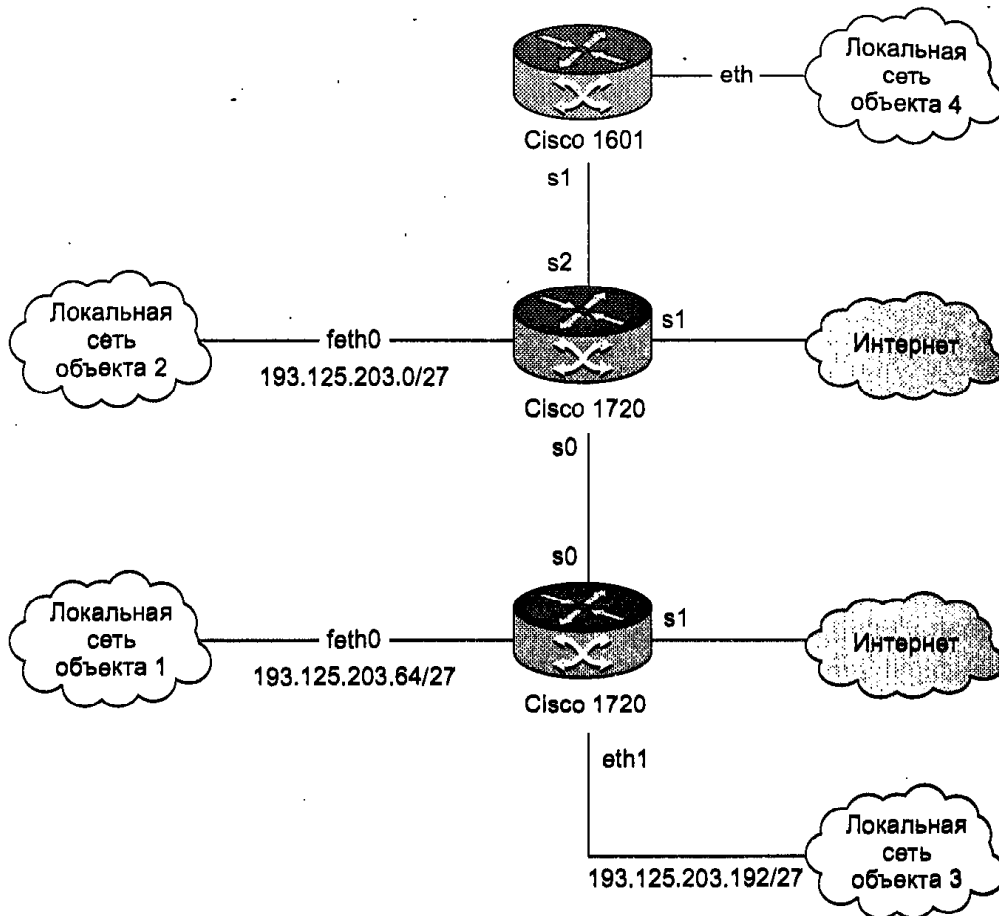 Локальная
сеть
объекта 4
eth
Cisco 1601
s1
s2
Локальная
сеть
объекта 2
feth0
193.125.203.0/27
s1
Интернет
Cisco 1720
s0
s0
Локальная
сеть
объекта 1
feth0
193.125.203.64/27
s1
Интернет
Cisco 1720
eth1
Локальная
сеть
объекта 3
193.125.203.192/27